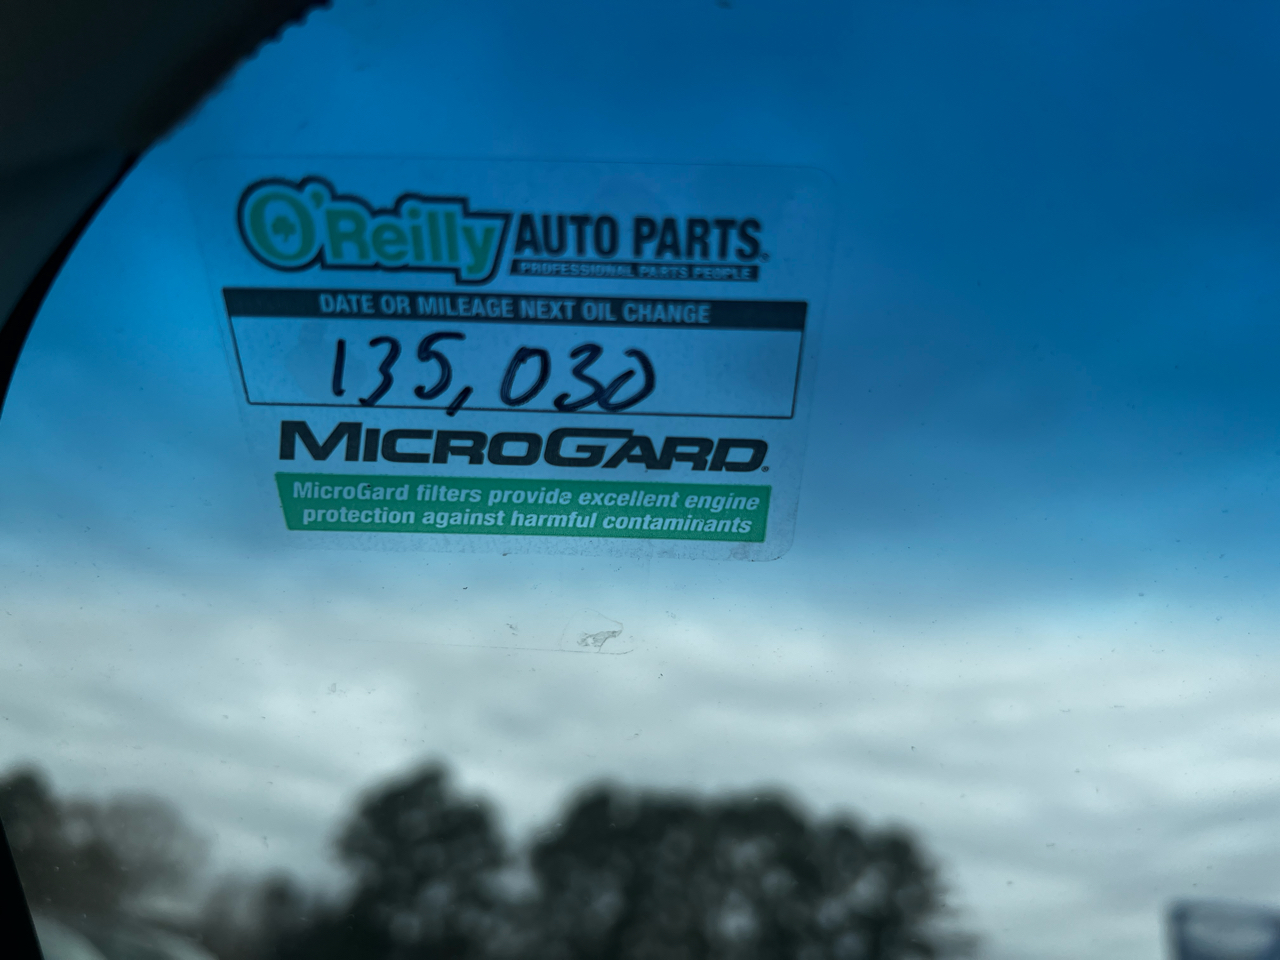 O'Reilly AUTO PARTS®
PROFESSIONAL PARTS PEOPLE
DATE OR MILEAGE NEXT OIL CHANGE
135,030
MICROGARD®
MicroGard filters provide excellent engine
protection against harmful contaminants